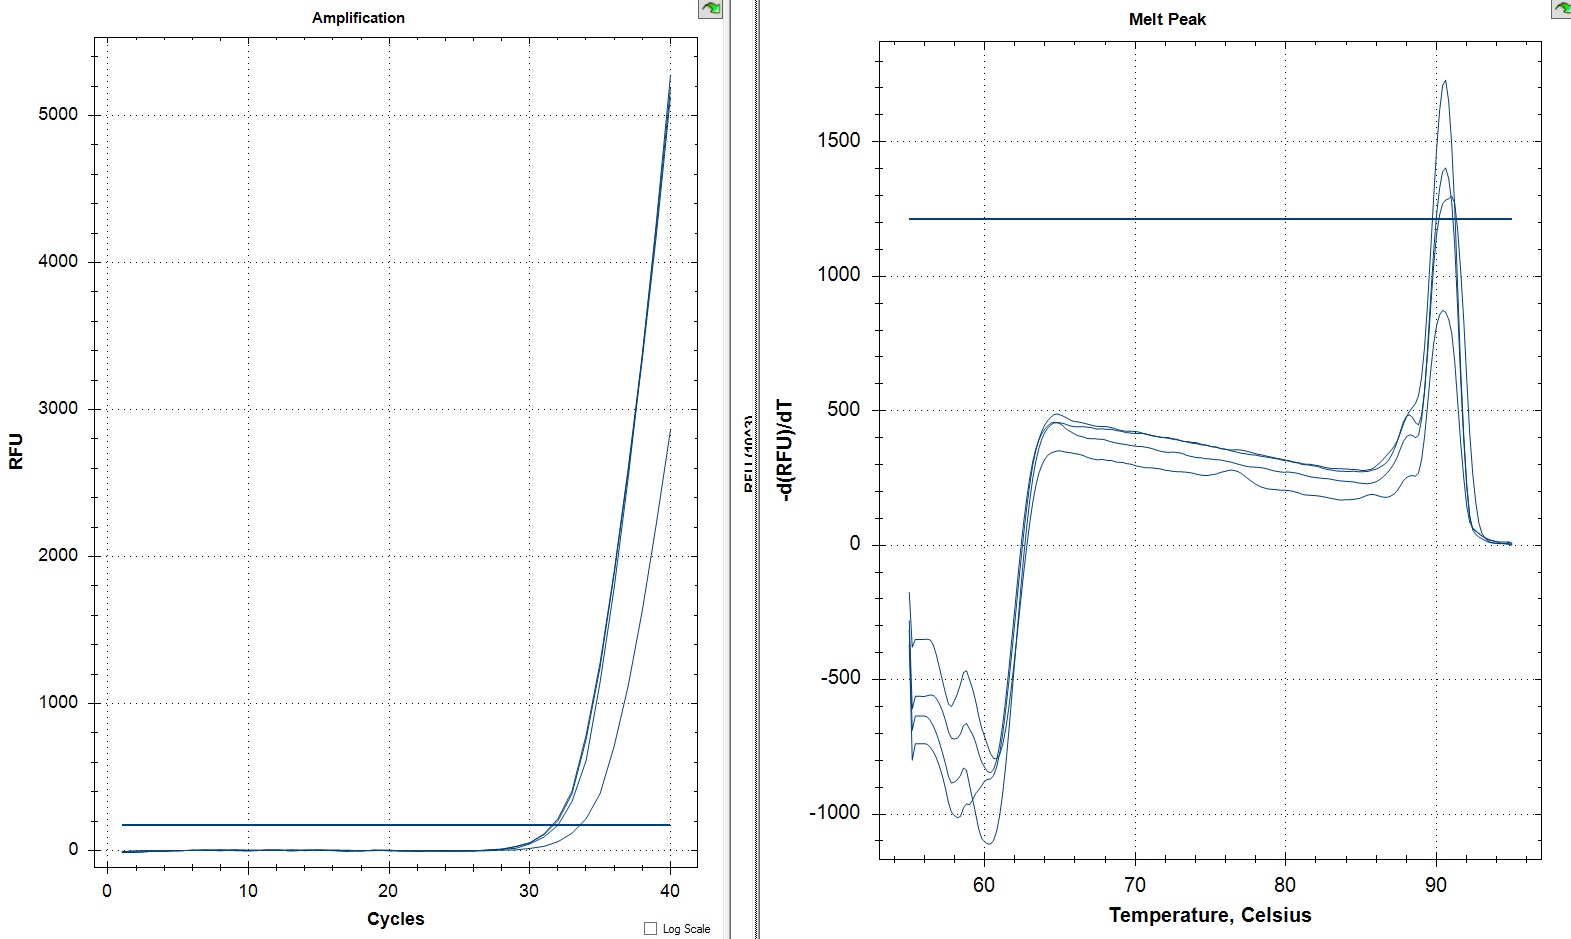 Amplification
RFU
5000
4000
3000
2000
1000
0
0 10 20 30 40
Cycles
Log Scale
Melt Peak
-d(RFU)/dT
1500
1000
500
0
-500
-1000
60 70 80 90
Temperature, Celsius